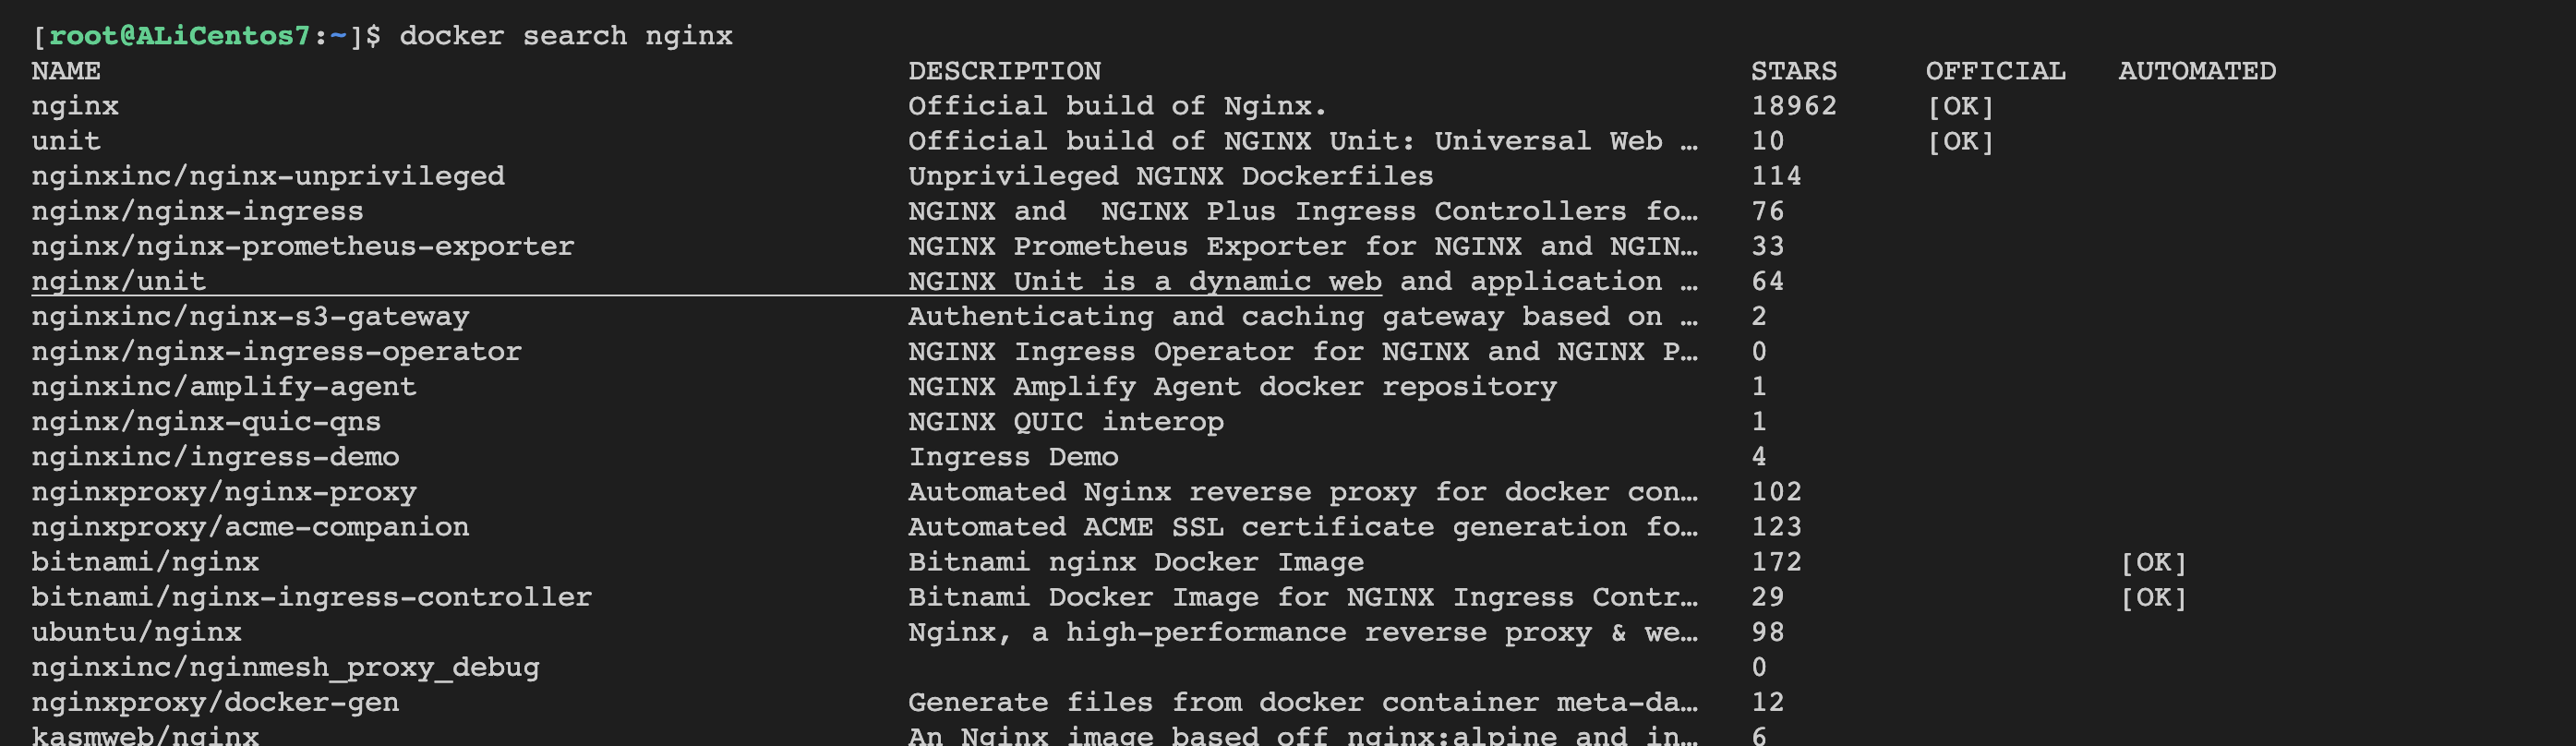 [root@ALiCentos7:~]$ docker search nginx
NAME DESCRIPTION STARS OFFICIAL AUTOMATED
nginx Official build of Nginx. 18962 [OK]
unit Official build of NGINX Unit: Universal Web … 10 [OK]
nginxinc/nginx-unprivileged Unprivileged NGINX Dockerfiles 114
nginx/nginx-ingress NGINX and  NGINX Plus Ingress Controllers fo… 76
nginx/nginx-prometheus-exporter NGINX Prometheus Exporter for NGINX and NGIN… 33
nginx/unit NGINX Unit is a dynamic web and application … 64
nginxinc/nginx-s3-gateway Authenticating and caching gateway based on … 2
nginx/nginx-ingress-operator NGINX Ingress Operator for NGINX and NGINX P… 0
nginxinc/amplify-agent NGINX Amplify Agent docker repository 1
nginx/nginx-quic-qns NGINX QUIC interop 1
nginxinc/ingress-demo Ingress Demo 4
nginxproxy/nginx-proxy Automated Nginx reverse proxy for docker con… 102
nginxproxy/acme-companion Automated ACME SSL certificate generation fo… 123
bitnami/nginx Bitnami nginx Docker Image 172 [OK]
bitnami/nginx-ingress-controller Bitnami Docker Image for NGINX Ingress Contr… 29 [OK]
ubuntu/nginx Nginx, a high-performance reverse proxy & we… 98
nginxinc/nginmesh_proxy_debug 0
nginxproxy/docker-gen Generate files from docker container meta-da… 12
kasmweb/nginx An Nginx image based off nginx:alpine and in… 6